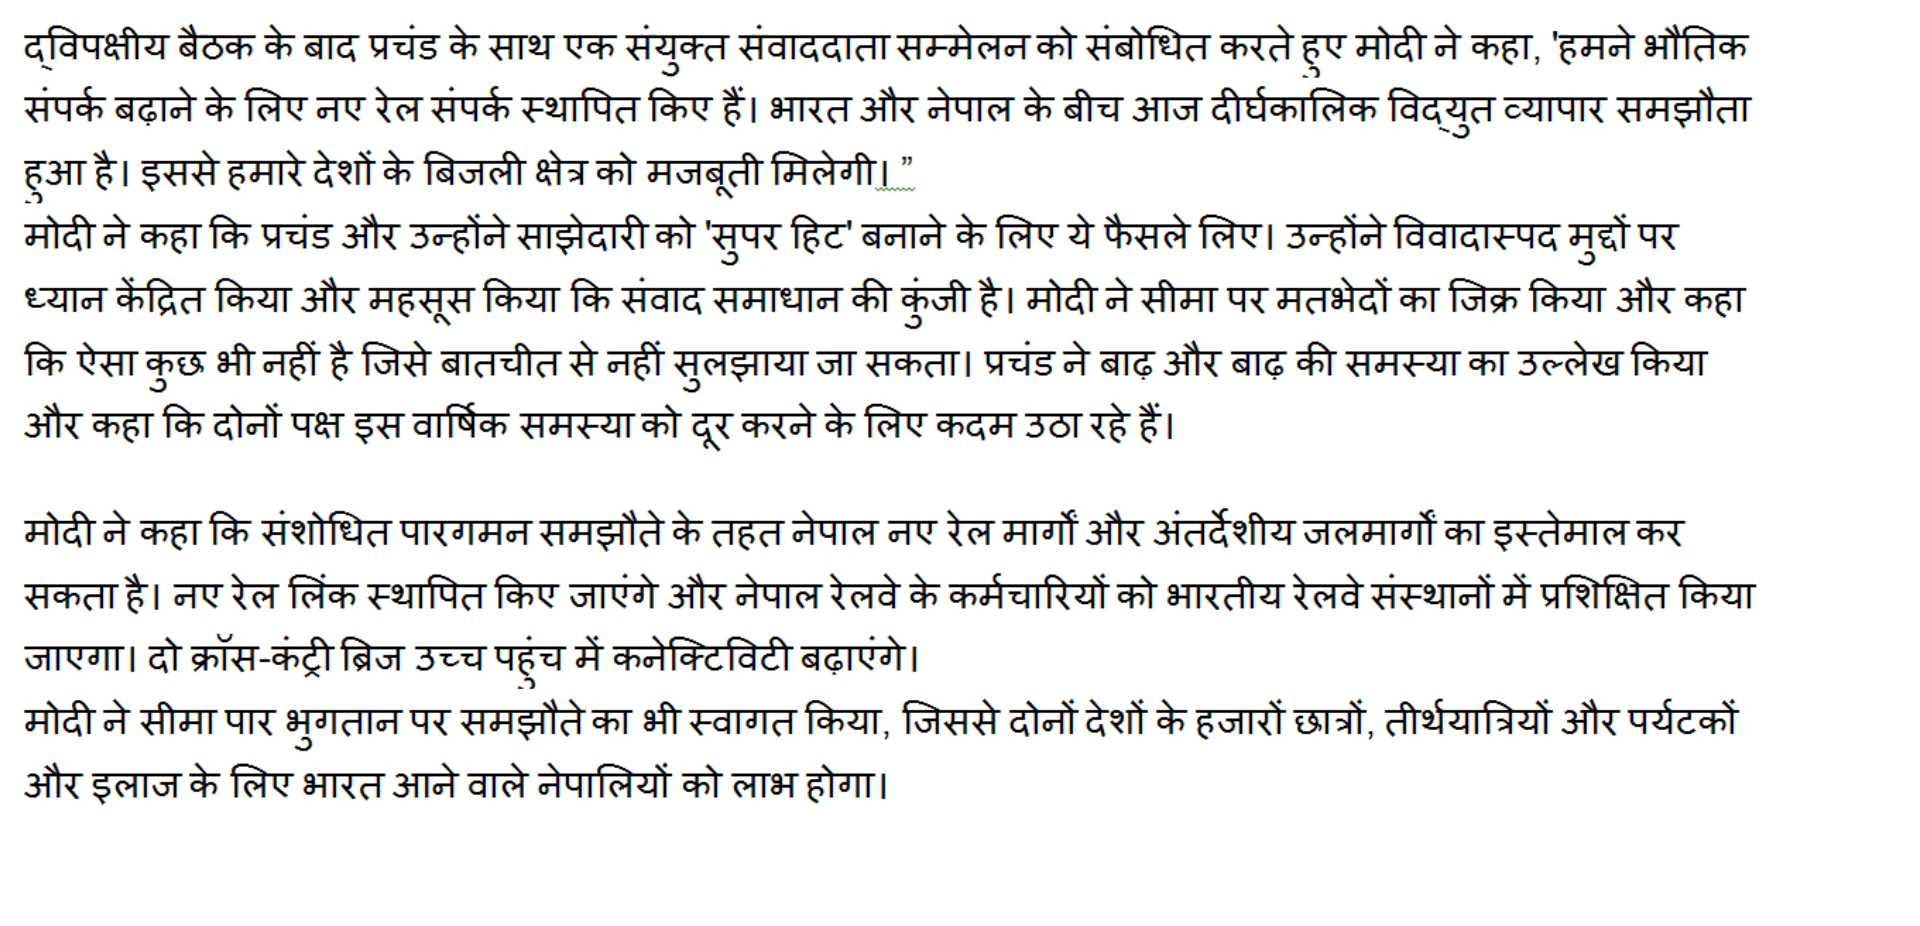 द्विपक्षीय बैठक के बाद प्रचंड के साथ एक संयुक्त संवाददाता सम्मेलन को संबोधित करते हुए मोदी ने कहा, 'हमने भौतिक
संपर्क बढ़ाने के लिए नए रेल संपर्क स्थापित किए हैं। भारत और नेपाल के बीच आज दीर्घकालिक विद्युत व्यापार समझौता
हुआ है। इससे हमारे देशों के बिजली क्षेत्र को मजबूती मिलेगी। ”
मोदी ने कहा कि प्रचंड और उन्होंने साझेदारी को 'सुपर हिट' बनाने के लिए ये फैसले लिए। उन्होंने विवादास्पद मुद्दों पर
ध्यान केंद्रित किया और महसूस किया कि संवाद समाधान की कुंजी है। मोदी ने सीमा पर मतभेदों का जिक्र किया और कहा
कि ऐसा कुछ भी नहीं है जिसे बातचीत से नहीं सुलझाया जा सकता। प्रचंड ने बाढ़ और बाढ़ की समस्या का उल्लेख किया
और कहा कि दोनों पक्ष इस वार्षिक समस्या को दूर करने के लिए कदम उठा रहे हैं।
मोदी ने कहा कि संशोधित पारगमन समझौते के तहत नेपाल नए रेल मार्गों और अंतर्देशीय जलमार्गों का इस्तेमाल कर
सकता है। नए रेल लिंक स्थापित किए जाएंगे और नेपाल रेलवे के कर्मचारियों को भारतीय रेलवे संस्थानों में प्रशिक्षित किया
जाएगा। दो क्रॉस-कंट्री ब्रिज उच्च पहुंच में कनेक्टिविटी बढ़ाएंगे।
मोदी ने सीमा पार भुगतान पर समझौते का भी स्वागत किया, जिससे दोनों देशों के हजारों छात्रों, तीर्थयात्रियों और पर्यटकों
और इलाज के लिए भारत आने वाले नेपालियों को लाभ होगा।